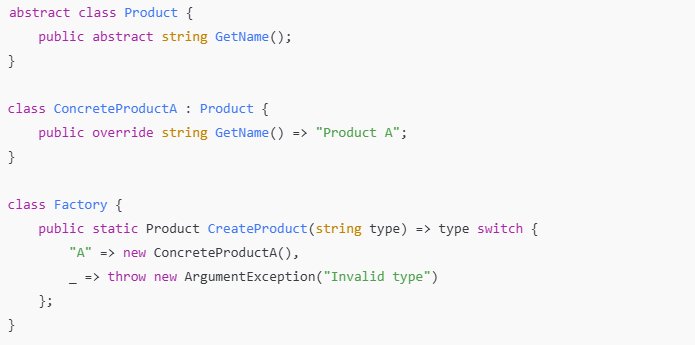 abstract class Product {
    public abstract string GetName();
}
class ConcreteProductA : Product {
    public override string GetName() => "Product A";
}
class Factory {
    public static Product CreateProduct(string type) => type switch {
        "A" => new ConcreteProductA(),
        _ => throw new ArgumentException("Invalid type")
    };
}